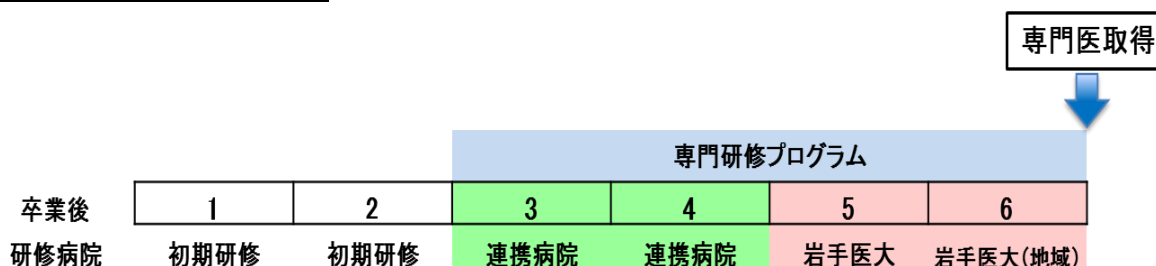 専門医取得
専門研修プログラム
卒業後 1 2 3 4 5 6
研修病院 初期研修 初期研修 連携病院 連携病院 岩手医大 岩手医大(地域)